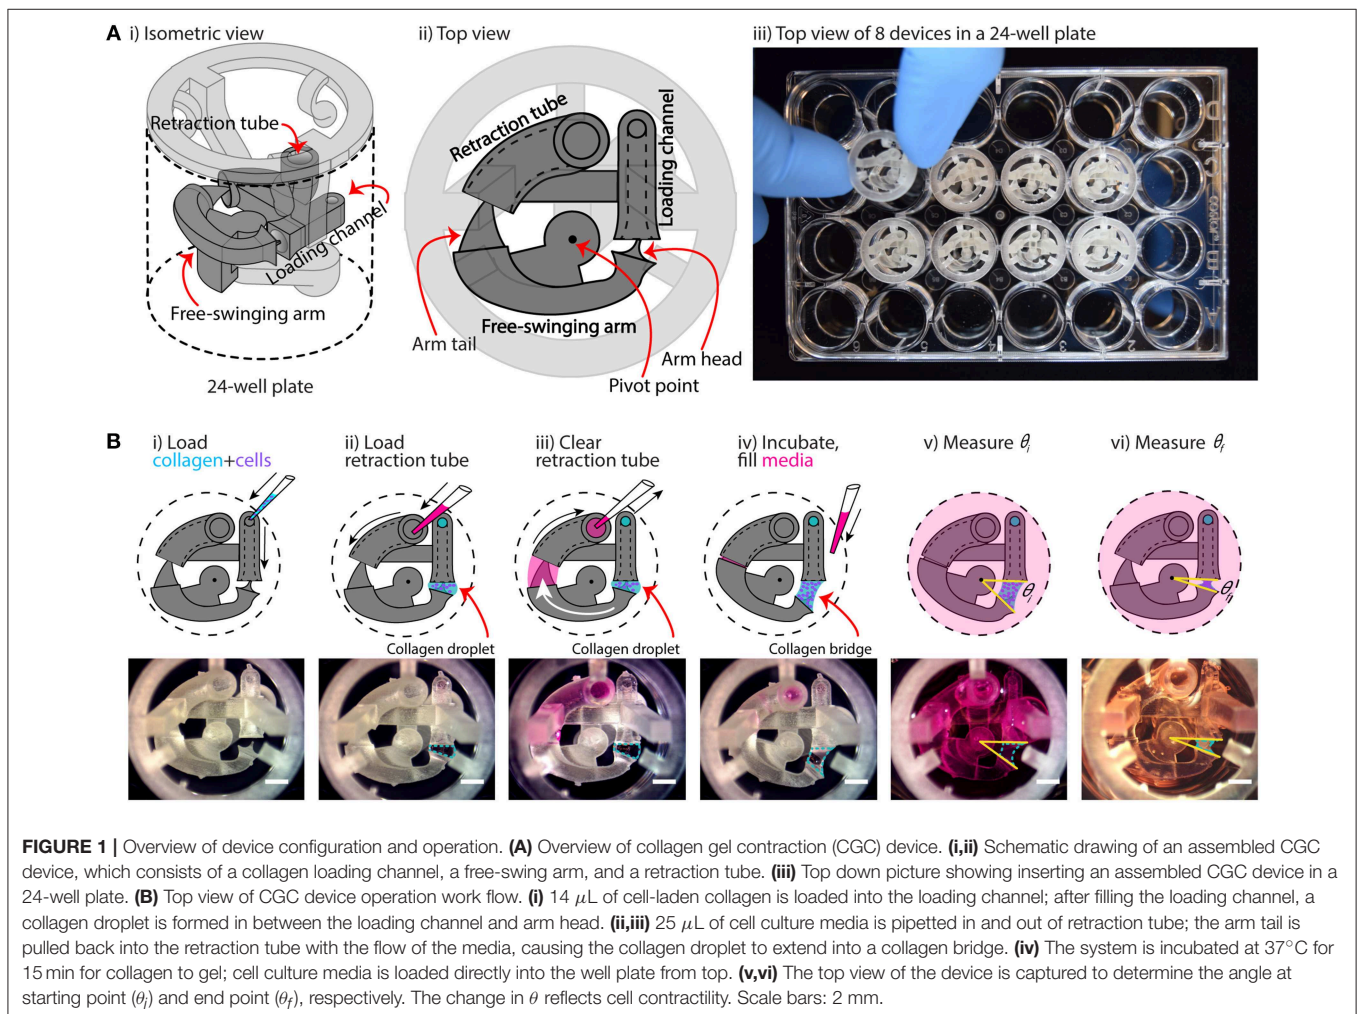 A i) Isometric view
ii) Top view
iii) Top view of 8 devices in a 24-well plate
Retraction tube
Loading channel
Free-swinging arm
24-well plate
Retraction tube
Loading channel
Free-swinging arm
Arm tail
Arm head
Pivot point
B
i) Load
collagen+cells
ii) Load
retraction tube
iii) Clear
retraction tube
iv) Incubate,
fill media
v) Measure θi
vi) Measure θf
Collagen droplet
Collagen droplet
Collagen bridge
θi
θf
FIGURE 1 | Overview of device configuration and operation. (A) Overview of collagen gel contraction (CGC) device. (i,ii) Schematic drawing of an assembled CGC
device, which consists of a collagen loading channel, a free-swing arm, and a retraction tube. (iii) Top down picture showing inserting an assembled CGC device in a
24-well plate. (B) Top view of CGC device operation work flow. (i) 14 μL of cell-laden collagen is loaded into the loading channel; after filling the loading channel, a
collagen droplet is formed in between the loading channel and arm head. (ii,iii) 25 μL of cell culture media is pipetted in and out of retraction tube; the arm tail is
pulled back into the retraction tube with the flow of the media, causing the collagen droplet to extend into a collagen bridge. (iv) The system is incubated at 37°C for
15 min for collagen to gel; cell culture media is loaded directly into the well plate from top. (v,vi) The top view of the device is captured to determine the angle at
starting point (θj) and end point (θf), respectively. The change in θ reflects cell contractility. Scale bars: 2 mm.